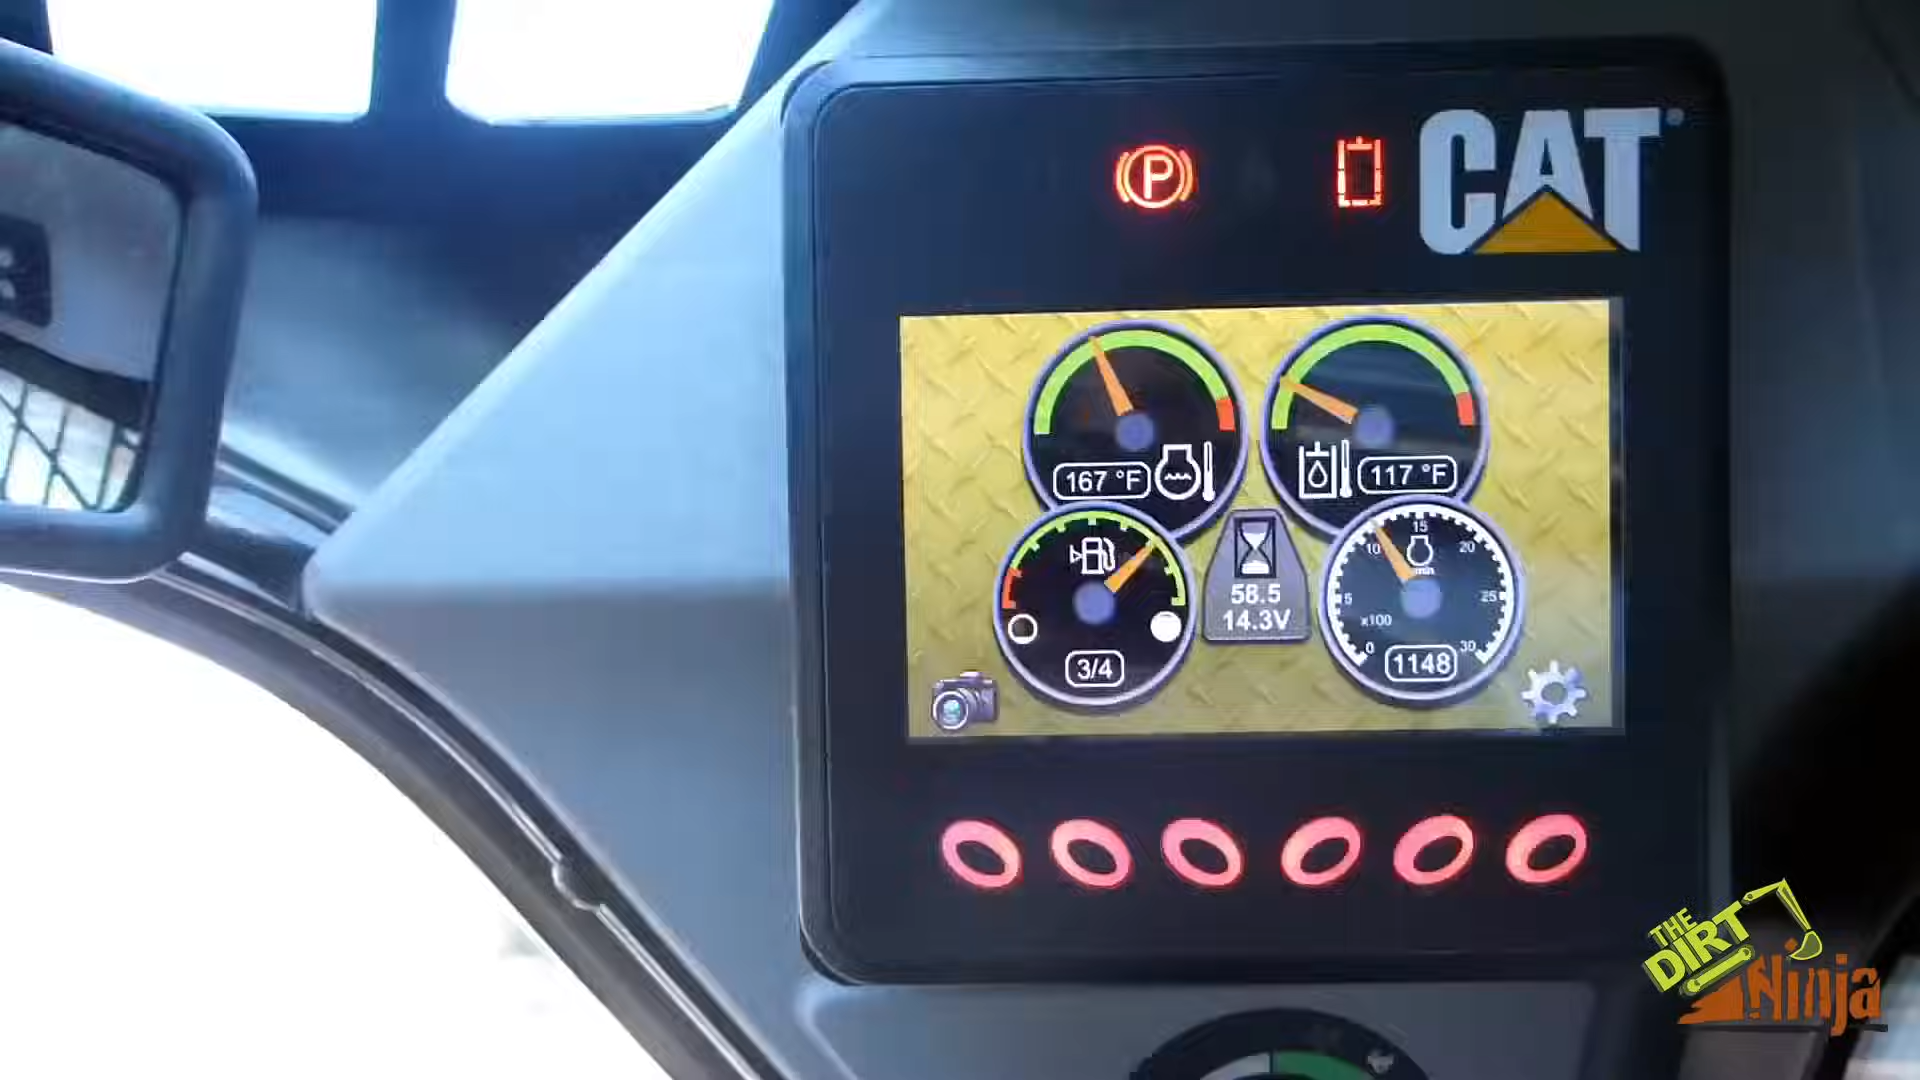 P
CAT®
167 °F
117 °F
15
10
20
min
5
25
x100
0
30
58.5
14.3V
3/4
1148
THE
DIRT
Ninja